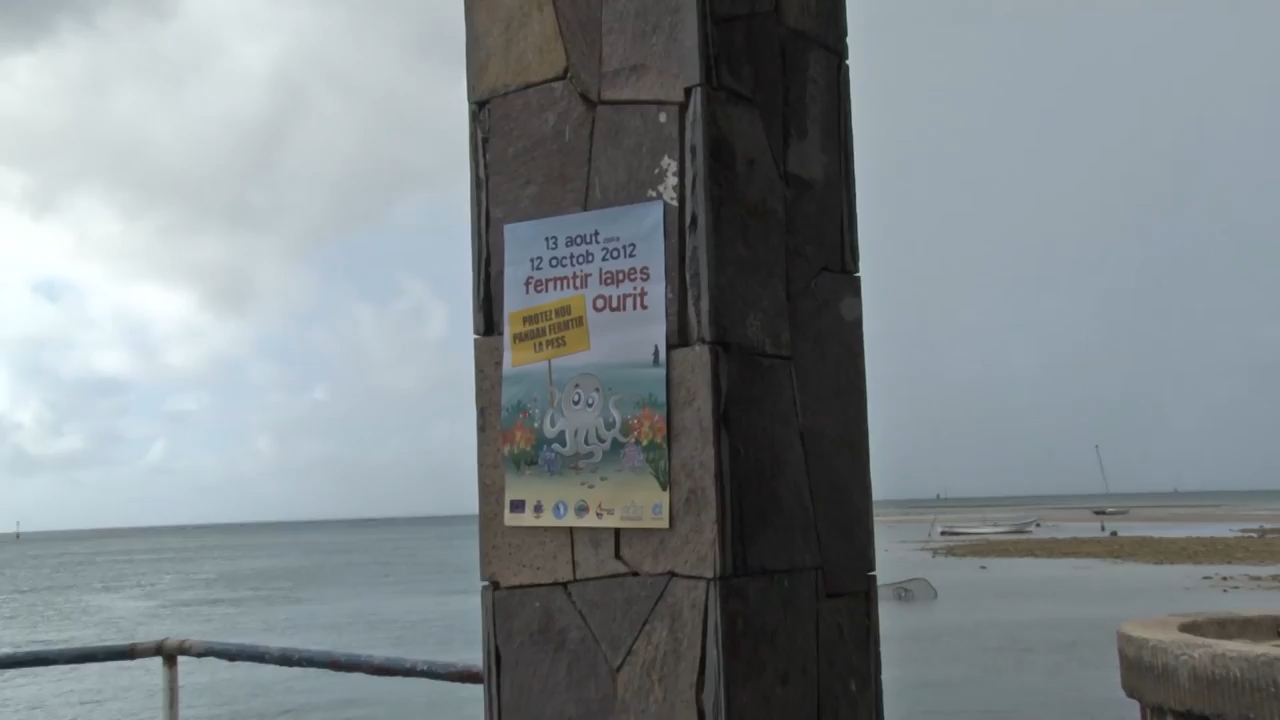 13 aout
12 octob 2012
fermtir lapes
ourit
PROTEZ NOU
PANDAN FERMTIR
LA PESS